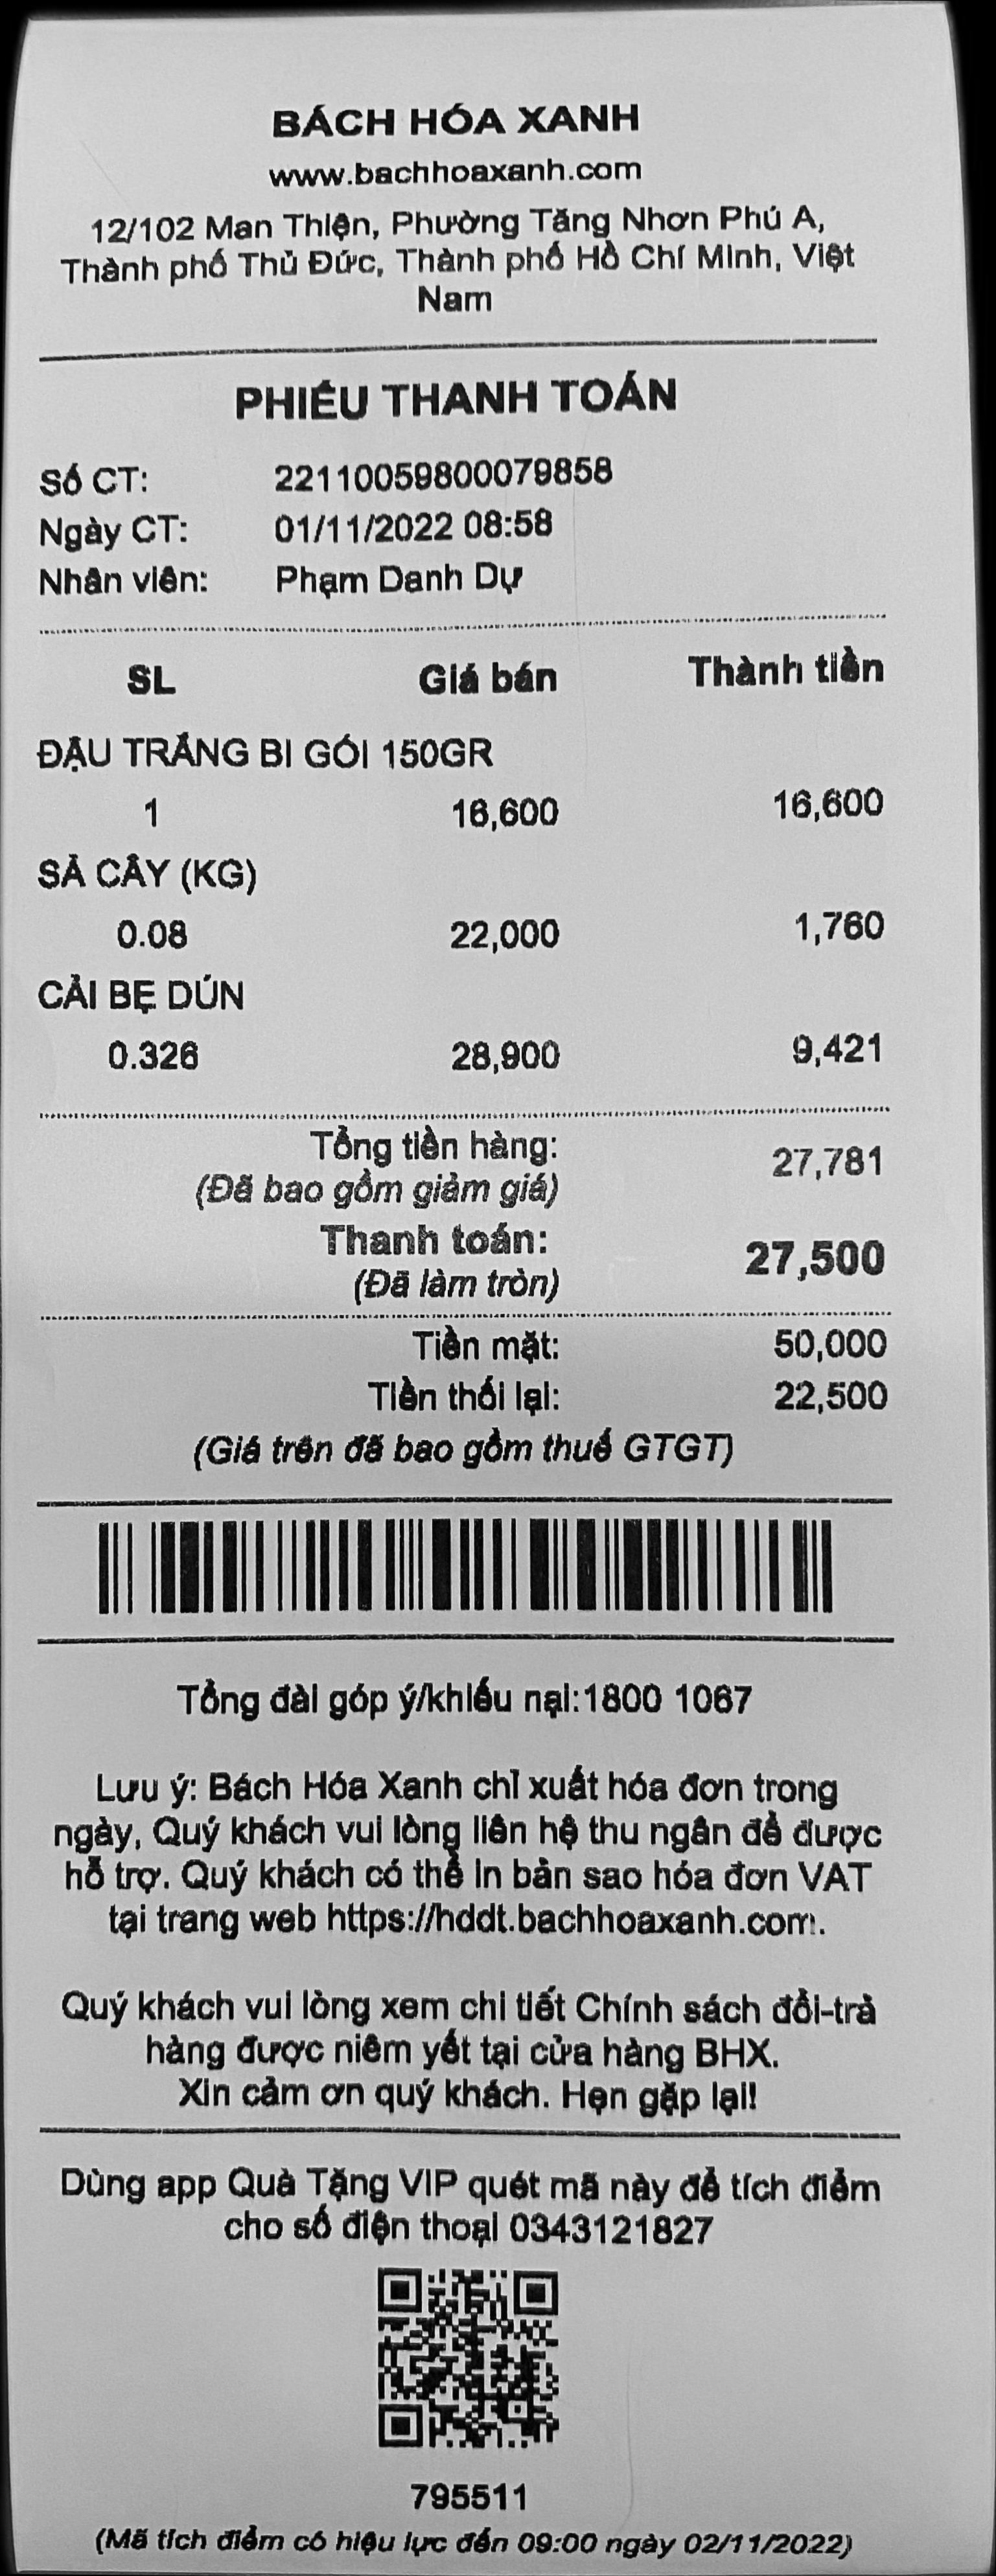 BÁCH HÓA XANH
www.bachhoaxanh.com
12/102 Man Thiện, Phường Tăng Nhơn Phú A,
Thành phố Thủ Đức, Thành phố Hồ Chí Minh, Việt
Nam
PHIẾU THANH TOÁN
Số CT: 22110059800079858
Ngày CT: 01/11/2022 08:58
Nhân viên: Phạm Danh Dự
SL Giá bán Thành tiền
ĐẬU TRẮNG BI GÓI 150GR
1 16,600 16,600
SẢ CÂY (KG)
0.08 22,000 1,760
CẢI BẸ DÚN
0.326 28,900 9,421
Tổng tiền hàng: 27,781
(Đã bao gồm giảm giá)
Thanh toán: 27,500
(Đã làm tròn)
Tiền mặt: 50,000
Tiền thối lại: 22,500
(Giá trên đã bao gồm thuế GTGT)
Tổng đài góp ý/khiếu nại:1800 1067
Lưu ý: Bách Hóa Xanh chỉ xuất hóa đơn trong
ngày, Quý khách vui lòng liên hệ thu ngân để được
hỗ trợ. Quý khách có thể in bản sao hóa đơn VAT
tại trang web https://hddt.bachhoaxanh.com.
Quý khách vui lòng xem chi tiết Chính sách đổi-trả
hàng được niêm yết tại cửa hàng BHX.
Xin cảm ơn quý khách. Hẹn gặp lại!
Dùng app Quà Tặng VIP quét mã này để tích điểm
cho số điện thoại 0343121827
795511
(Mã tích điểm có hiệu lực đến 09:00 ngày 02/11/2022)